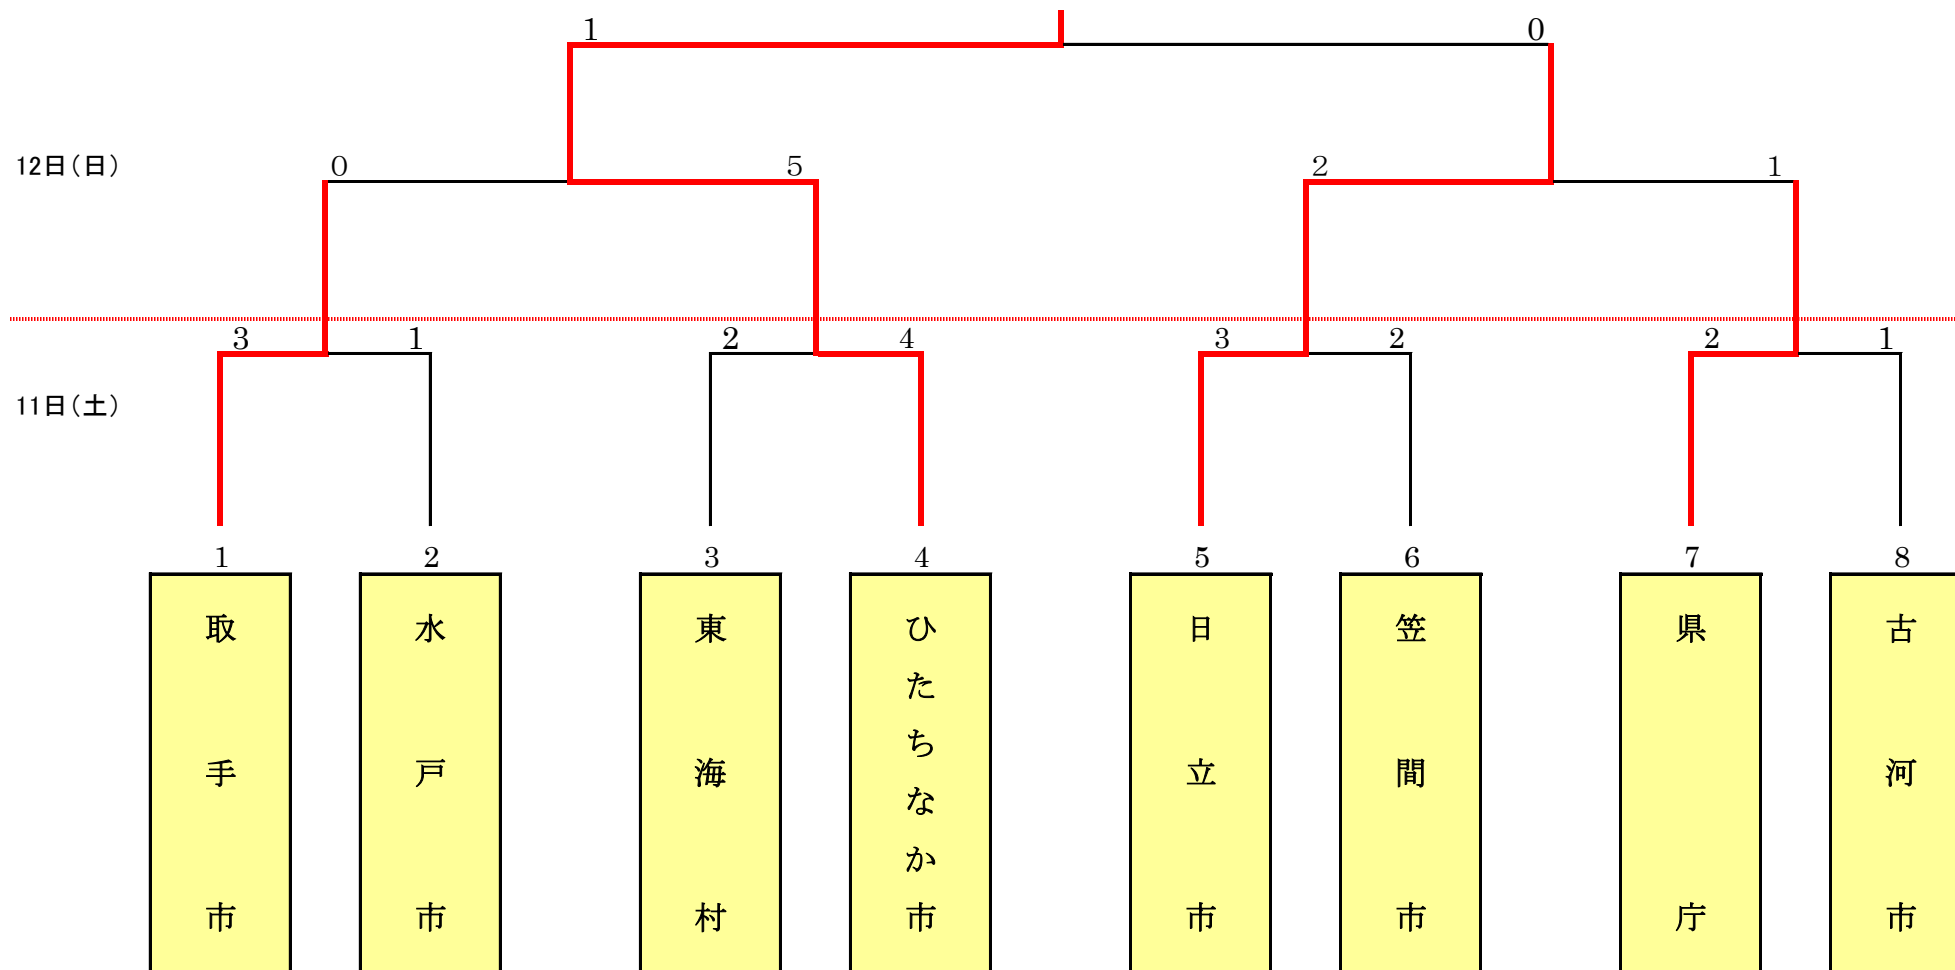 1 0
12日(日)
0 5 2 1
3 1 2 4 3 2 2 1
11日(土)
1 2 3 4 5 6 7 8
取手市
水戸市
東海村
ひたちなか市
日立市
笠間市
県庁
古河市